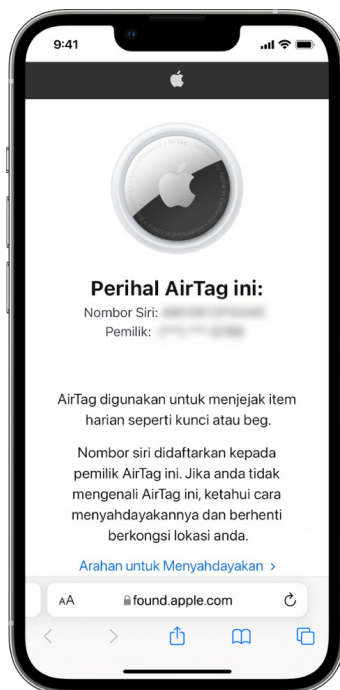 9:41
Perihal AirTag ini:
Nombor Siri:
Pemilik:
AirTag digunakan untuk menjejak item
harian seperti kunci atau beg.
Nombor siri didaftarkan kepada
pemilik AirTag ini. Jika anda tidak
mengenali AirTag ini, ketahui cara
menyahdayakannya dan berhenti
berkongsi lokasi anda.
Arahan untuk Menyahdayakan >
AA found.apple.com